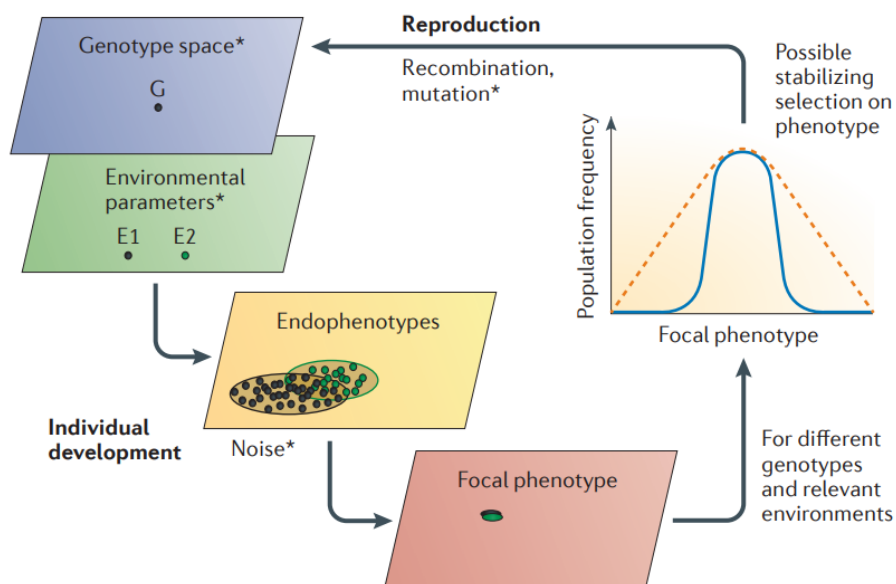 Genotype space*
G
Environmental
parameters*
E1 E2
Individual
development
Endophenotypes
Noise*
Focal phenotype
For different
genotypes
and relevant
environments
Population frequency
Focal phenotype
Possible
stabilizing
selection on
phenotype
Reproduction
Recombination,
mutation*